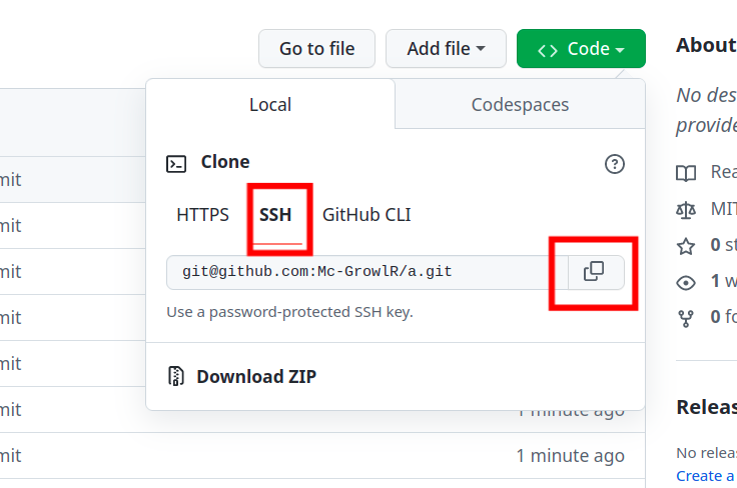 Go to file
Add file
Code
About
Local
Codespaces
No des
provide
Clone
HTTPS
SSH
GitHub CLI
git@github.com:Mc-GrowlR/a.git
Use a password-protected SSH key.
Download ZIP
mit
mit
mit
mit
mit
mit
1 minute ago
mit
1 minute ago
Rea
MIT
0 st
1 w
0 fo
Releas
No releas
Create a